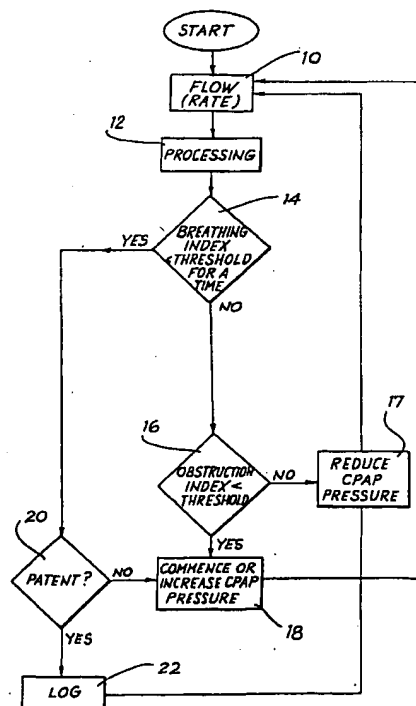 START
10
FLOW
(RATE)
12
PROCESSING
14
YES
BREATHING
INDEX
<THRESHOLD
FOR A
TIME
NO
16
17
OBSTRUCTION
INDEX <
THRESHOLD
NO
REDUCE
CPAP
PRESSURE
20
YES
PATENT?
NO
COMMENCE OR
INCREASE CPAP
PRESSURE
18
YES
22
LOG